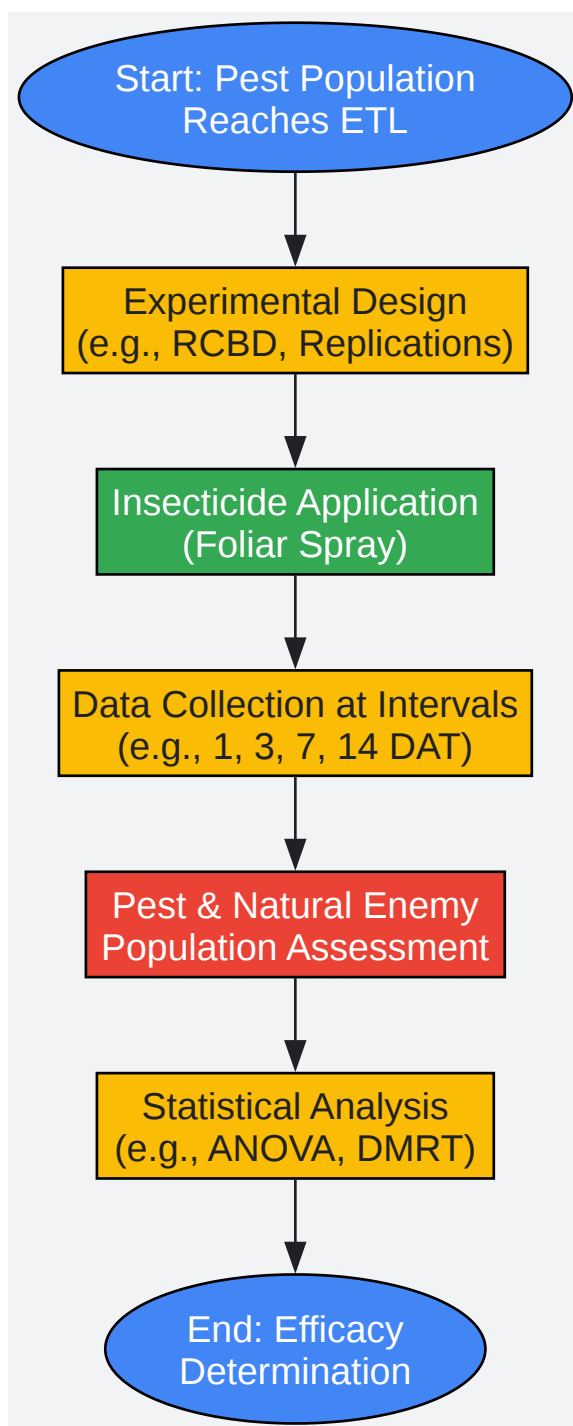 Start: Pest Population
Reaches ETL
Experimental Design
(e.g., RCBD, Replications)
Insecticide Application
(Foliar Spray)
Data Collection at Intervals
(e.g., 1, 3, 7, 14 DAT)
Pest & Natural Enemy
Population Assessment
Statistical Analysis
(e.g., ANOVA, DMRT)
End: Efficacy
Determination